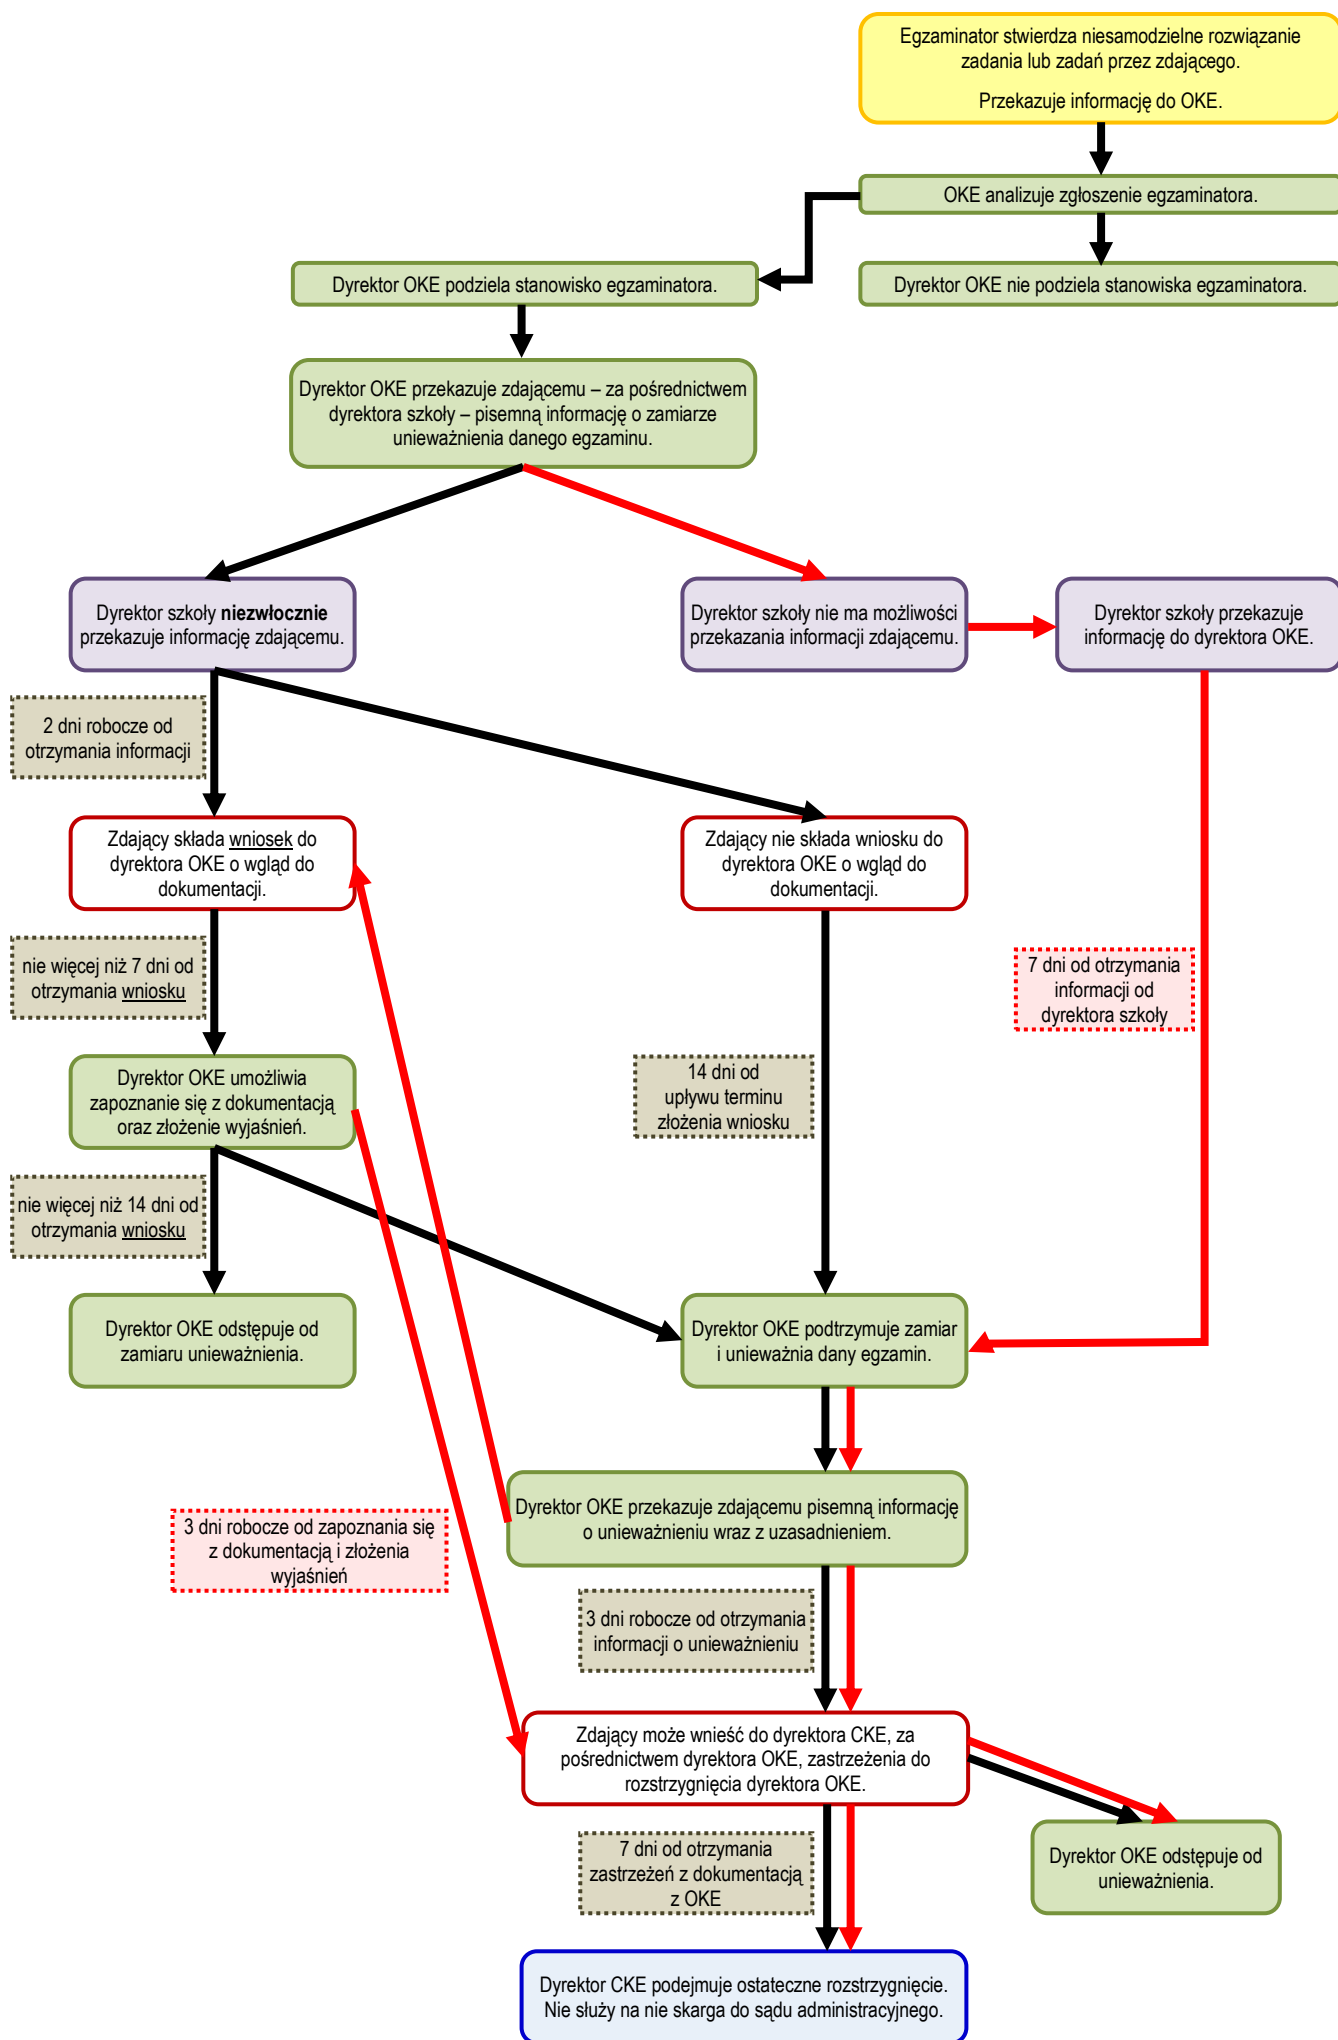 Egzaminator stwierdza niesamodzielne rozwiązanie
zadania lub zadań przez zdającego.
Przekazuje informację do OKE.
OKE analizuje zgłoszenie egzaminatora.
Dyrektor OKE podziela stanowisko egzaminatora.
Dyrektor OKE nie podziela stanowiska egzaminatora.
Dyrektor OKE przekazuje zdającemu – za pośrednictwem
dyrektora szkoły – pisemną informację o zamiarze
unieważnienia danego egzaminu.
Dyrektor szkoły niezwłocznie
przekazuje informację zdającemu.
Dyrektor szkoły nie ma możliwości
przekazania informacji zdającemu.
Dyrektor szkoły przekazuje
informację do dyrektora OKE.
2 dni robocze od
otrzymania informacji
Zdający składa wniosek do
dyrektora OKE o wgląd do
dokumentacji.
Zdający nie składa wniosku do
dyrektora OKE o wgląd do
dokumentacji.
nie więcej niż 7 dni od
otrzymania wniosku
7 dni od otrzymania
informacji od
dyrektora szkoły
Dyrektor OKE umożliwia
zapoznanie się z dokumentacją
oraz złożenie wyjaśnień.
14 dni od
upływu terminu
złożenia wniosku
nie więcej niż 14 dni od
otrzymania wniosku
Dyrektor OKE odstępuje od
zamiaru unieważnienia.
Dyrektor OKE podtrzymuje zamiar
i unieważnia dany egzamin.
Dyrektor OKE przekazuje zdającemu pisemną informację
o unieważnieniu wraz z uzasadnieniem.
3 dni robocze od zapoznania się
z dokumentacją i złożenia
wyjaśnień
3 dni robocze od otrzymania
informacji o unieważnieniu
Zdający może wnieść do dyrektora CKE, za
pośrednictwem dyrektora OKE, zastrzeżenia do
rozstrzygnięcia dyrektora OKE.
7 dni od otrzymania
zastrzeżeń z dokumentacją
z OKE
Dyrektor OKE odstępuje od
unieważnienia.
Dyrektor CKE podejmuje ostateczne rozstrzygnięcie.
Nie służy na nie skarga do sądu administracyjnego.